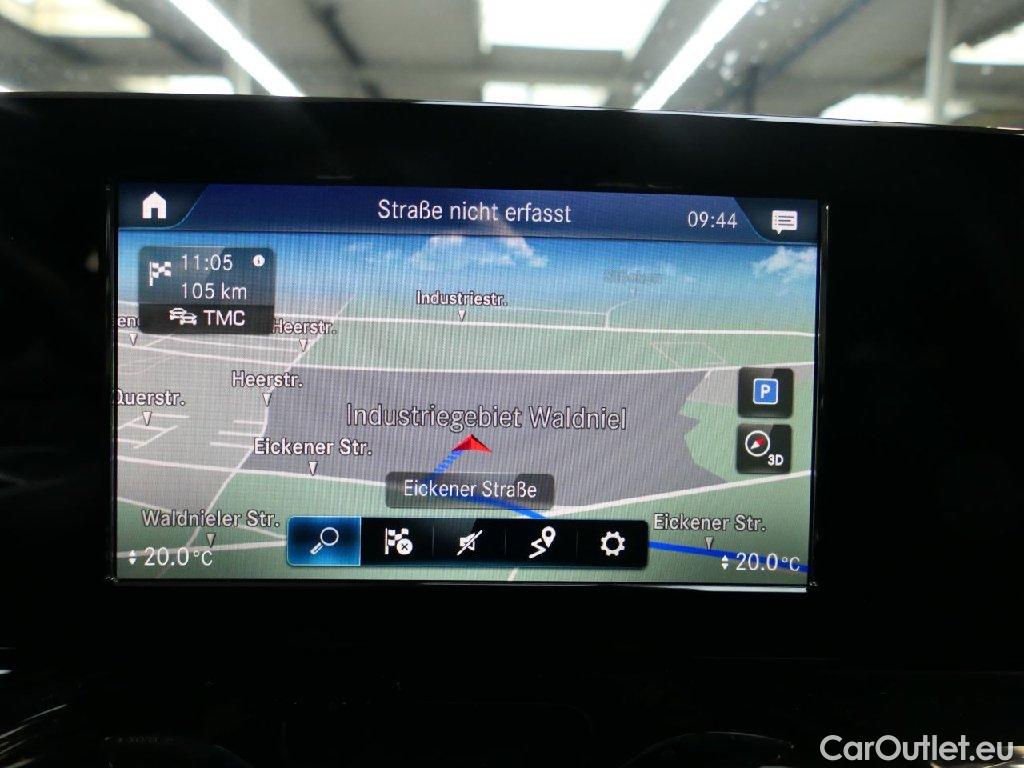 Straße nicht erfasst
09:44
11:05
105 km
TMC
Industriestr.
Heerstr.
Heerstr.
Querstr.
Industriegebiet Waldniel
Eickener Str.
Eickener Straße
Waldnieler Str.
Eickener Str.
P
3D
20.0°C
20.0°C
CarOutlet.eu